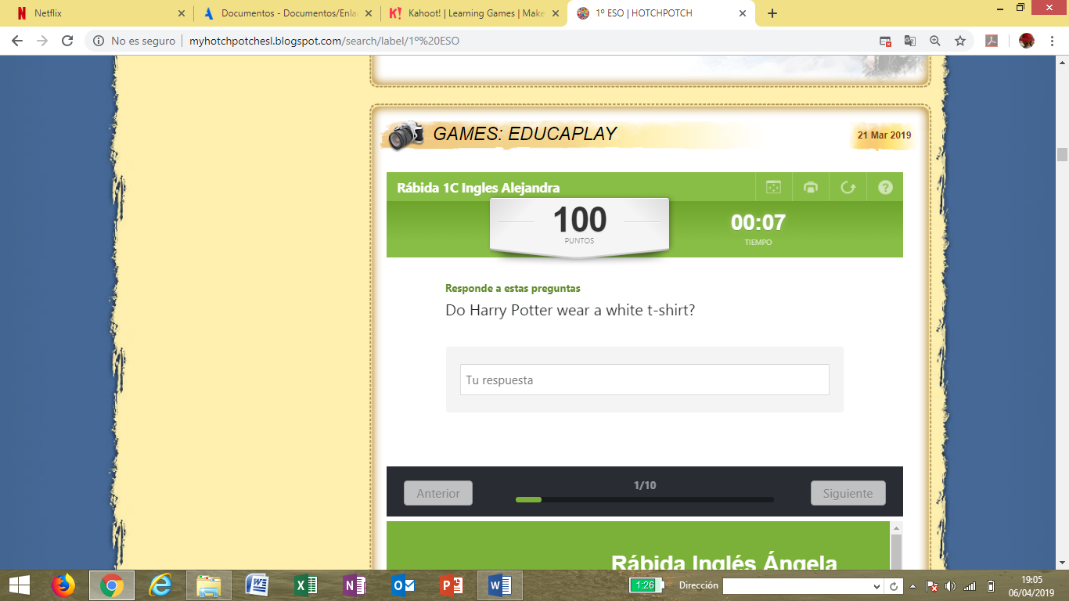 Netflix
Documentos - Documentos/Enla
K! Kahoot! | Learning Games | Make
1º ESO | HOTCHPOTCH
No es seguro | myhotchpotchesl.blogspot.com/search/label/1º%20ESO
GAMES: EDUCAPLAY
21 Mar 2019
Rábida 1C Ingles Alejandra
100
PUNTOS
00:07
TIEMPO
Responde a estas preguntas
Do Harry Potter wear a white t-shirt?
Tu respuesta
Anterior
1/10
Siguiente
Rábida Inglés Ángela
1:26
Dirección
19:05
06/04/2019